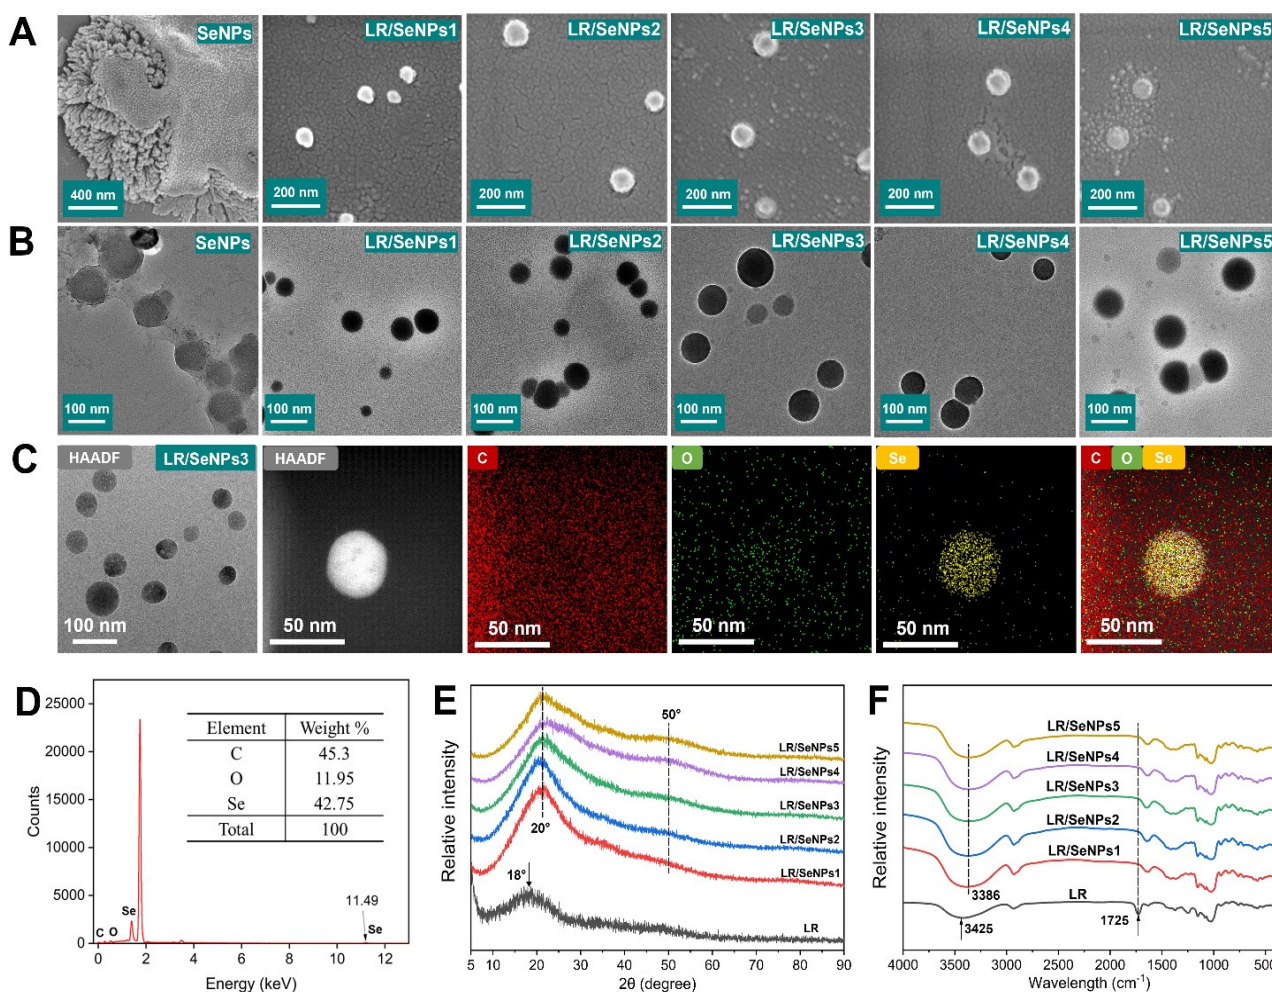 A
SeNPs
LR/SeNPs1
LR/SeNPs2
LR/SeNPs3
LR/SeNPs4
LR/SeNPs5
400 nm
200 nm
200 nm
200 nm
200 nm
200 nm
B
SeNPs
LR/SeNPs1
LR/SeNPs2
LR/SeNPs3
LR/SeNPs4
LR/SeNPs5
100 nm
100 nm
100 nm
100 nm
100 nm
100 nm
C
HAADF
LR/SeNPs3
HAADF
C
O
Se
C O Se
100 nm
50 nm
50 nm
50 nm
50 nm
50 nm
D
25000
20000
15000
10000
5000
0
Counts
Element Weight %
C 45.3
O 11.95
Se 42.75
Total 100
C O Se
11.49
Se
0 2 4 6 8 10 12
Energy (keV)
E
Relative intensity
50°
20°
18°
LR/SeNPs5
LR/SeNPs4
LR/SeNPs3
LR/SeNPs2
LR/SeNPs1
LR
5 10 20 30 40 50 60 70 80 90
2θ (degree)
F
Relative intensity
LR/SeNPs5
LR/SeNPs4
LR/SeNPs3
LR/SeNPs2
LR/SeNPs1
3386
LR
3425
1725
4000 3500 3000 2500 2000 1500 1000 500
Wavelength (cm⁻¹)